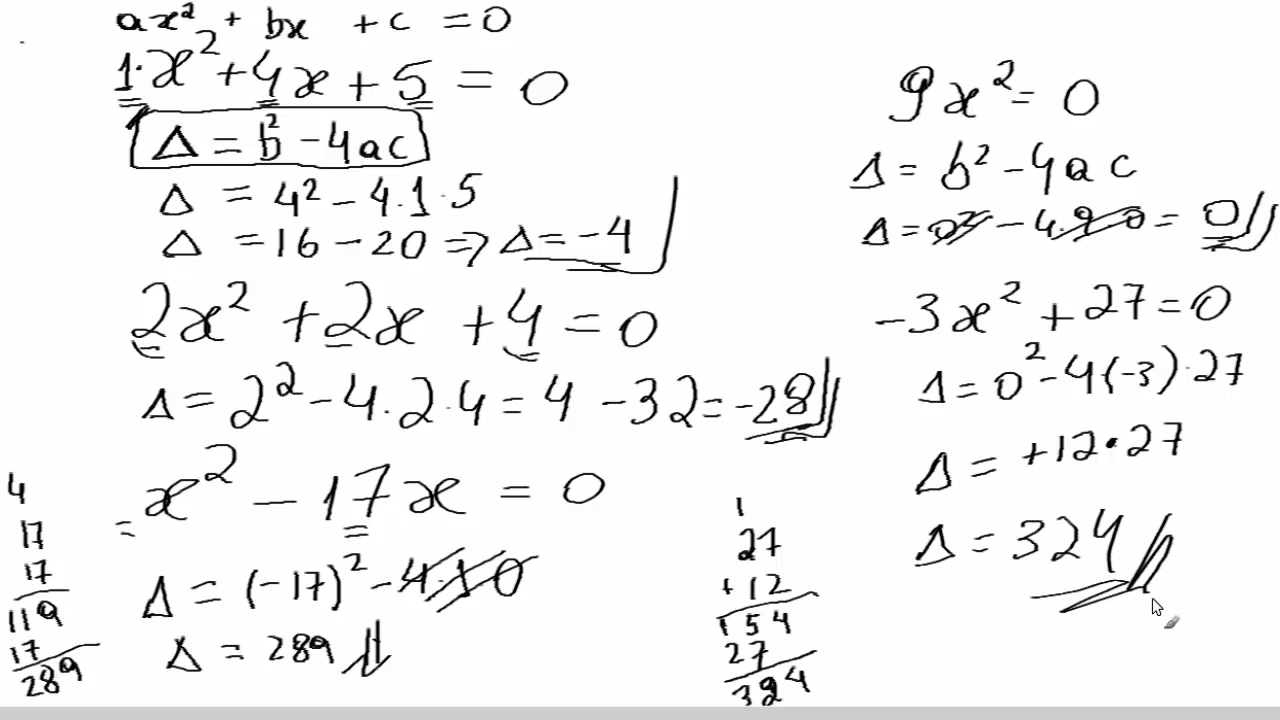 ax² + bx + c = 0
1·x² + 4x + 5 = 0
Δ = b² - 4ac
Δ = 4² - 4.1.5
Δ = 16 - 20 => Δ = -4
2x² + 2x + 4 = 0
Δ = 2² - 4.2.4 = 4 - 32 = -28
x² - 17x = 0
=
Δ = (-17)² - 4.1.0
Δ = 289
4
17
17
119
17
289
9x² = 0
Δ = b² - 4ac
Δ = 0² - 4.9.0 = 0
-3x² + 27 = 0
Δ = 0² - 4(-3).27
Δ = +12·27
Δ = 324
1
27
+12
154
27
324